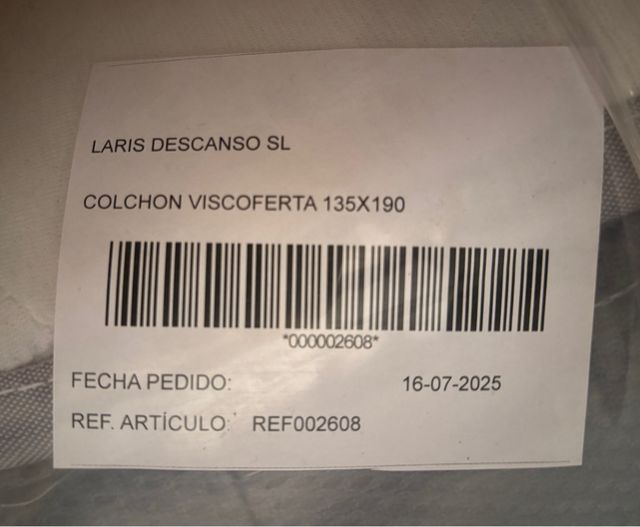 LARIS DESCANSO SL
COLCHON VISCOFERTA 135X190
*000002608*
FECHA PEDIDO: 16-07-2025
REF. ARTÍCULO: REF002608